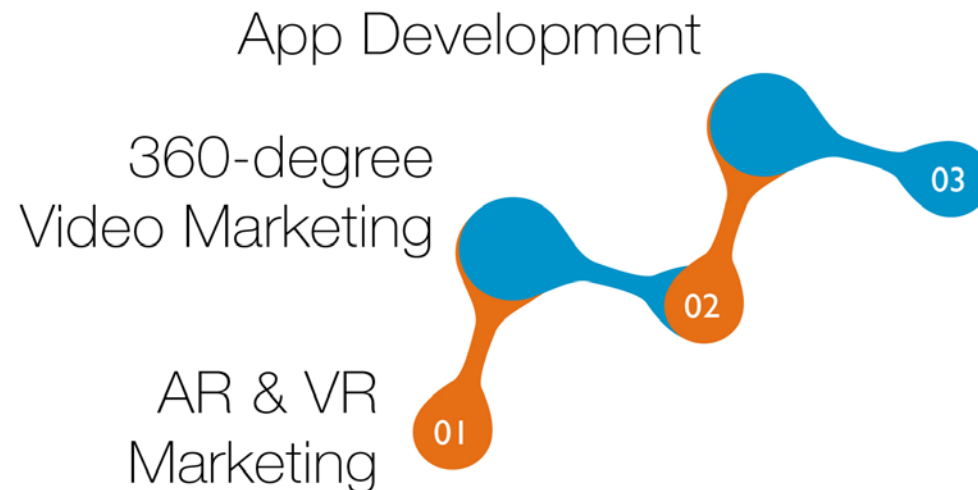 App Development
360-degree
Video Marketing
03
02
AR & VR
Marketing
01